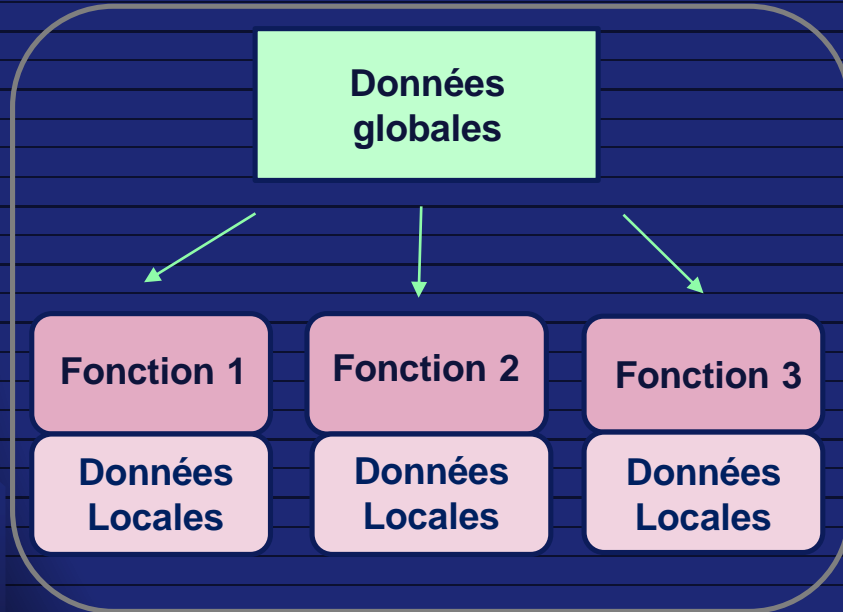 Données
globales
Fonction 1
Données
Locales
Fonction 2
Données
Locales
Fonction 3
Données
Locales